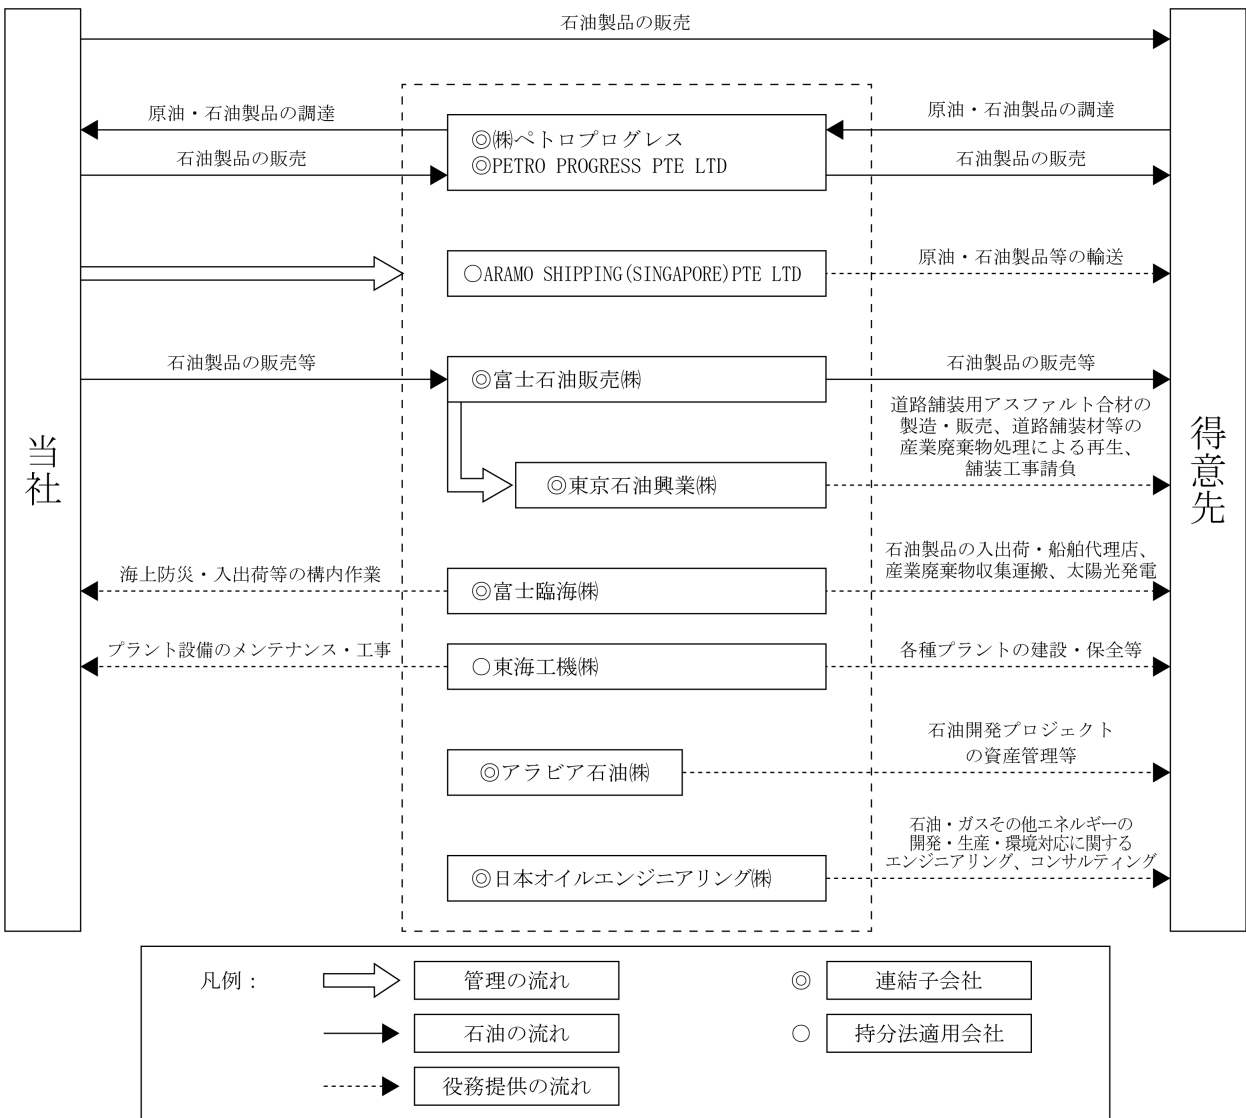 石油製品の販売
原油・石油製品の調達
原油・石油製品の調達
◎㈱ペトロプログレス
◎PETRO PROGRESS PTE LTD
石油製品の販売
石油製品の販売
○ARAMO SHIPPING(SINGAPORE)PTE LTD
原油・石油製品等の輸送
石油製品の販売等
◎富士石油販売㈱
石油製品の販売等
道路舗装用アスファルト合材の
製造・販売、道路舗装材等の
産業廃棄物処理による再生、
舗装工事請負
◎東京石油興業㈱
当社
得意先
海上防災・入出荷等の構内作業
◎富士臨海㈱
石油製品の入出荷・船舶代理店、
産業廃棄物収集運搬、太陽光発電
プラント設備のメンテナンス・工事
○東海工機㈱
各種プラントの建設・保全等
◎アラビア石油㈱
石油開発プロジェクト
の資産管理等
◎日本オイルエンジニアリング㈱
石油・ガスその他エネルギーの
開発・生産・環境対応に関する
エンジニアリング、コンサルティング
凡例：
管理の流れ
◎
連結子会社
石油の流れ
○
持分法適用会社
役務提供の流れ